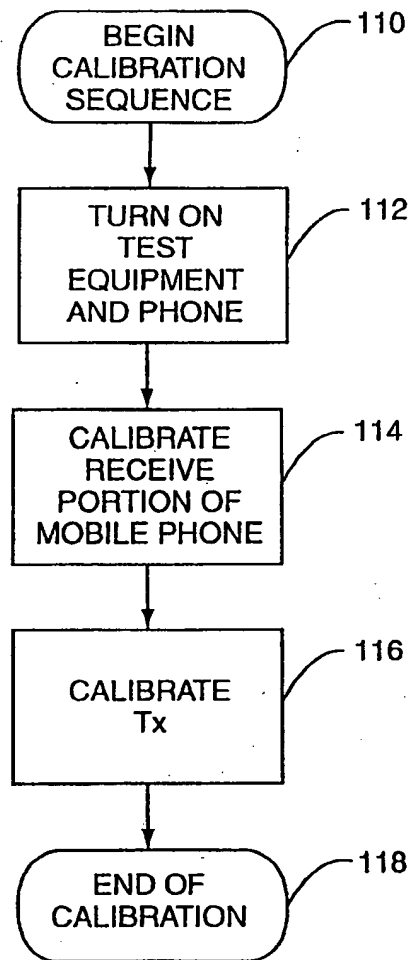 BEGIN
CALIBRATION
SEQUENCE
110
TURN ON
TEST
EQUIPMENT
AND PHONE
112
CALIBRATE
RECEIVE
PORTION OF
MOBILE PHONE
114
CALIBRATE
Tx
116
END OF
CALIBRATION
118